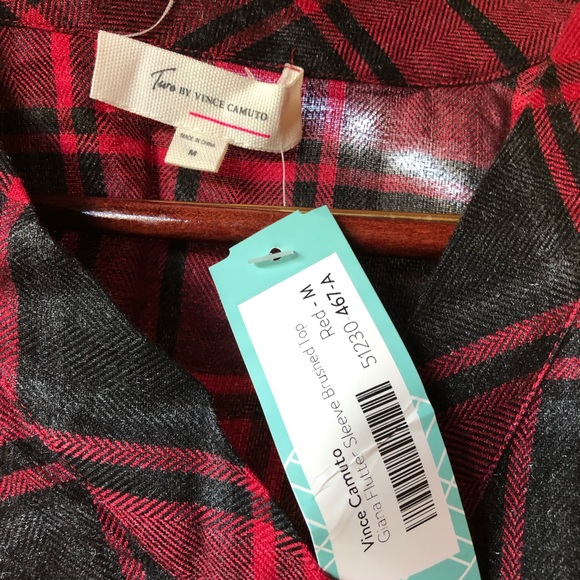 Two BY VINCE CAMUTO
MADE IN CHINA
M
Vince Camuto
Giana Flutter Sleeve Brushed Top
Red - M
51230-467-A